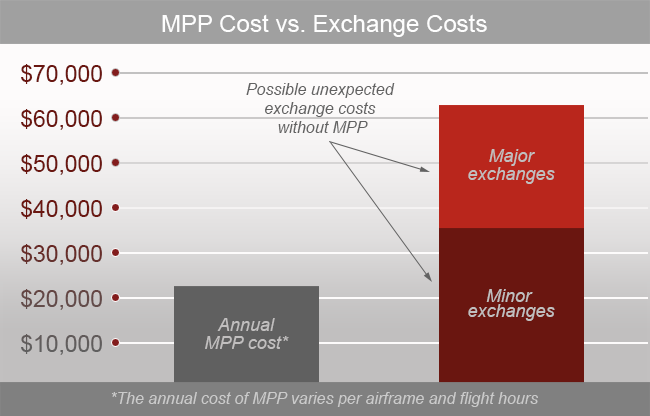 MPP Cost vs. Exchange Costs
$70,000
Possible unexpected
exchange costs
without MPP
$60,000
$50,000
$40,000
$30,000
$20,000
$10,000
Major
exchanges
Minor
exchanges
Annual
MPP cost*
*The annual cost of MPP varies per airframe and flight hours